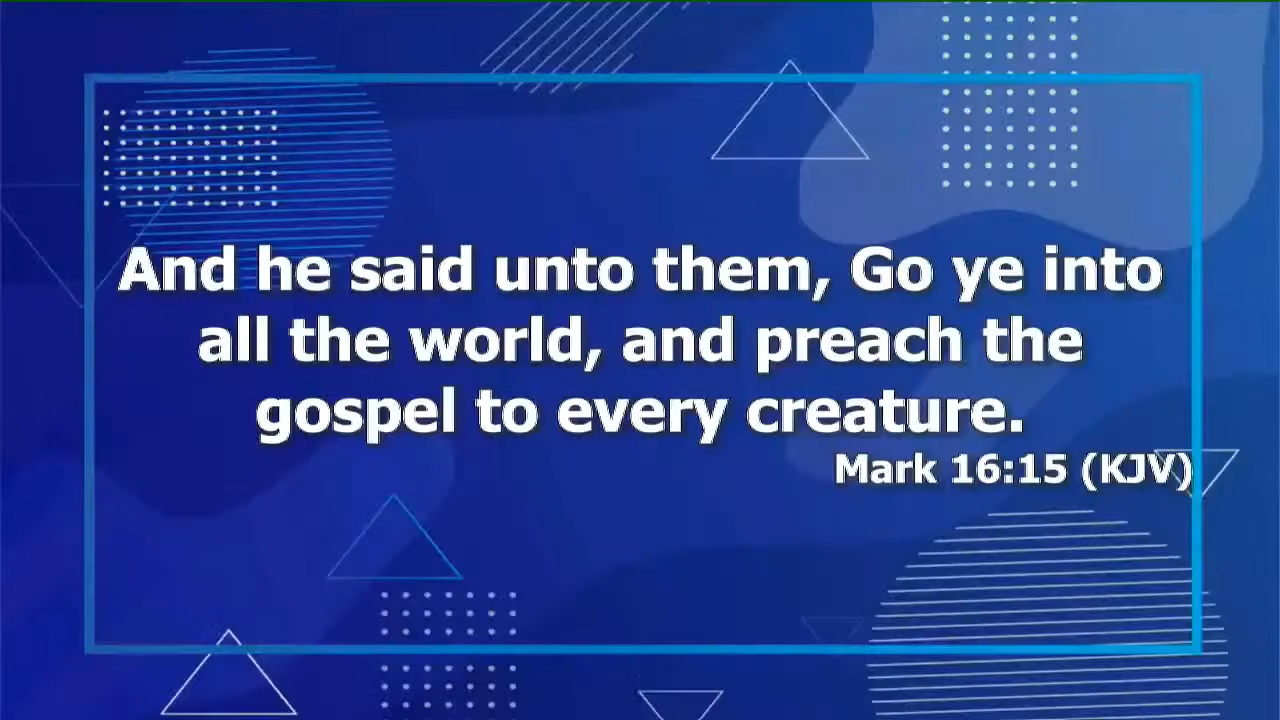 And he said unto them, Go ye into
all the world, and preach the
gospel to every creature.
Mark 16:15 (KJV)